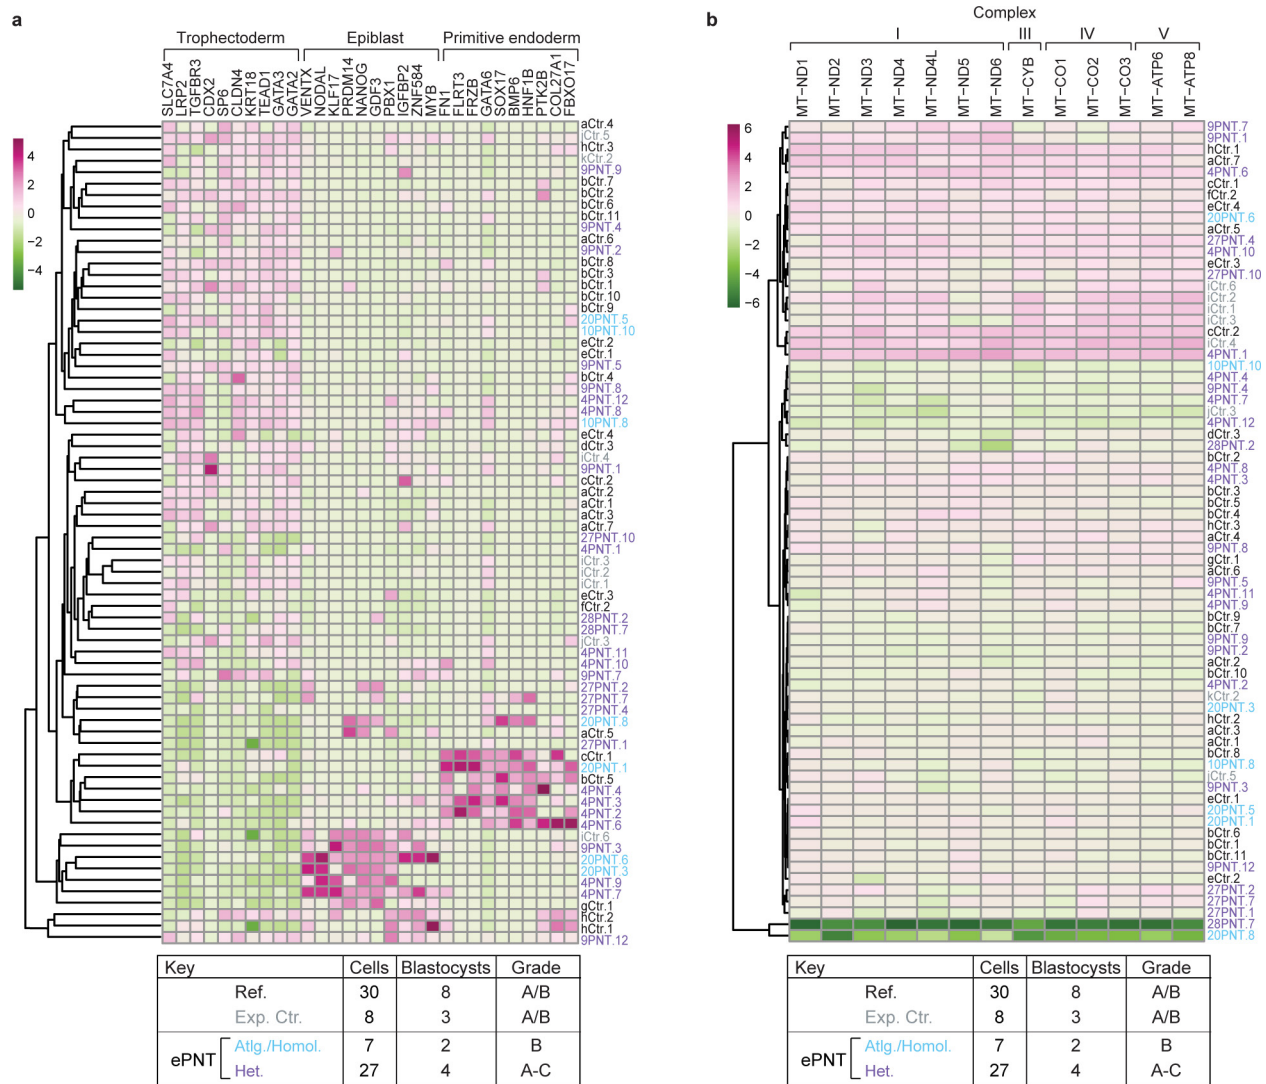 a
Trophectoderm Epiblast Primitive endoderm
SLC7A4 LRP2 TGFBR3 CDX2 SP6 CLDN4 KRT18 TEAD1 GATA3 GATA2 VENTX NODAL KLF17 PRDM14 NANOG GDF3 PBX1 IGFBP2 ZNF584 MYB FN1 FLRT3 FRZB GATA6 SOX17 BMP6 HNF1B PTK2B COL27A1 FBXO17
4
2
0
−2
−4
aCtr.4
iCtr.5
hCtr.3
kCtr.2
9PNT.9
bCtr.7
bCtr.2
bCtr.6
bCtr.11
9PNT.4
aCtr.6
9PNT.2
bCtr.8
bCtr.3
bCtr.1
bCtr.10
bCtr.9
20PNT.5
10PNT.10
eCtr.2
eCtr.1
9PNT.5
bCtr.4
9PNT.8
4PNT.12
4PNT.8
10PNT.8
eCtr.4
dCtr.3
iCtr.4
9PNT.1
cCtr.2
aCtr.2
aCtr.1
aCtr.3
aCtr.7
27PNT.10
4PNT.1
iCtr.3
iCtr.2
iCtr.1
eCtr.3
fCtr.2
28PNT.2
28PNT.7
jCtr.3
4PNT.11
4PNT.10
9PNT.7
27PNT.2
27PNT.7
27PNT.4
20PNT.8
aCtr.5
27PNT.1
cCtr.1
20PNT.1
bCtr.5
4PNT.4
4PNT.3
4PNT.2
4PNT.6
iCtr.6
9PNT.3
20PNT.6
20PNT.3
4PNT.9
4PNT.7
gCtr.1
hCtr.2
hCtr.1
9PNT.12
Key Cells Blastocysts Grade
Ref. 30 8 A/B
Exp. Ctr. 8 3 A/B
ePNT
Atlg./Homol. 7 2 B
Het. 27 4 A-C
b
Complex
I III IV V
MT−ND1 MT−ND2 MT−ND3 MT−ND4 MT−ND4L MT−ND5 MT−ND6 MT−CYB MT−CO1 MT−CO2 MT−CO3 MT−ATP6 MT−ATP8
6
4
2
0
−2
−4
−6
9PNT.7
9PNT.1
hCtr.1
aCtr.7
4PNT.6
cCtr.1
fCtr.2
eCtr.4
20PNT.6
aCtr.5
27PNT.4
4PNT.10
eCtr.3
27PNT.10
iCtr.6
iCtr.2
iCtr.1
iCtr.3
cCtr.2
iCtr.4
4PNT.1
10PNT.10
4PNT.4
9PNT.4
4PNT.7
jCtr.3
4PNT.12
dCtr.3
28PNT.2
bCtr.2
4PNT.8
4PNT.3
bCtr.3
bCtr.5
bCtr.4
hCtr.3
aCtr.4
9PNT.8
gCtr.1
aCtr.6
9PNT.5
4PNT.11
4PNT.9
bCtr.9
bCtr.7
9PNT.9
9PNT.2
aCtr.2
bCtr.10
4PNT.2
kCtr.2
20PNT.3
hCtr.2
aCtr.3
aCtr.1
bCtr.8
10PNT.8
jCtr.5
9PNT.3
eCtr.1
20PNT.5
20PNT.1
bCtr.6
bCtr.1
bCtr.11
9PNT.12
eCtr.2
27PNT.2
27PNT.7
27PNT.1
28PNT.7
20PNT.8
Key Cells Blastocysts Grade
Ref. 30 8 A/B
Exp. Ctr. 8 3 A/B
ePNT
Atlg./Homol. 7 2 B
Het. 27 4 A-C